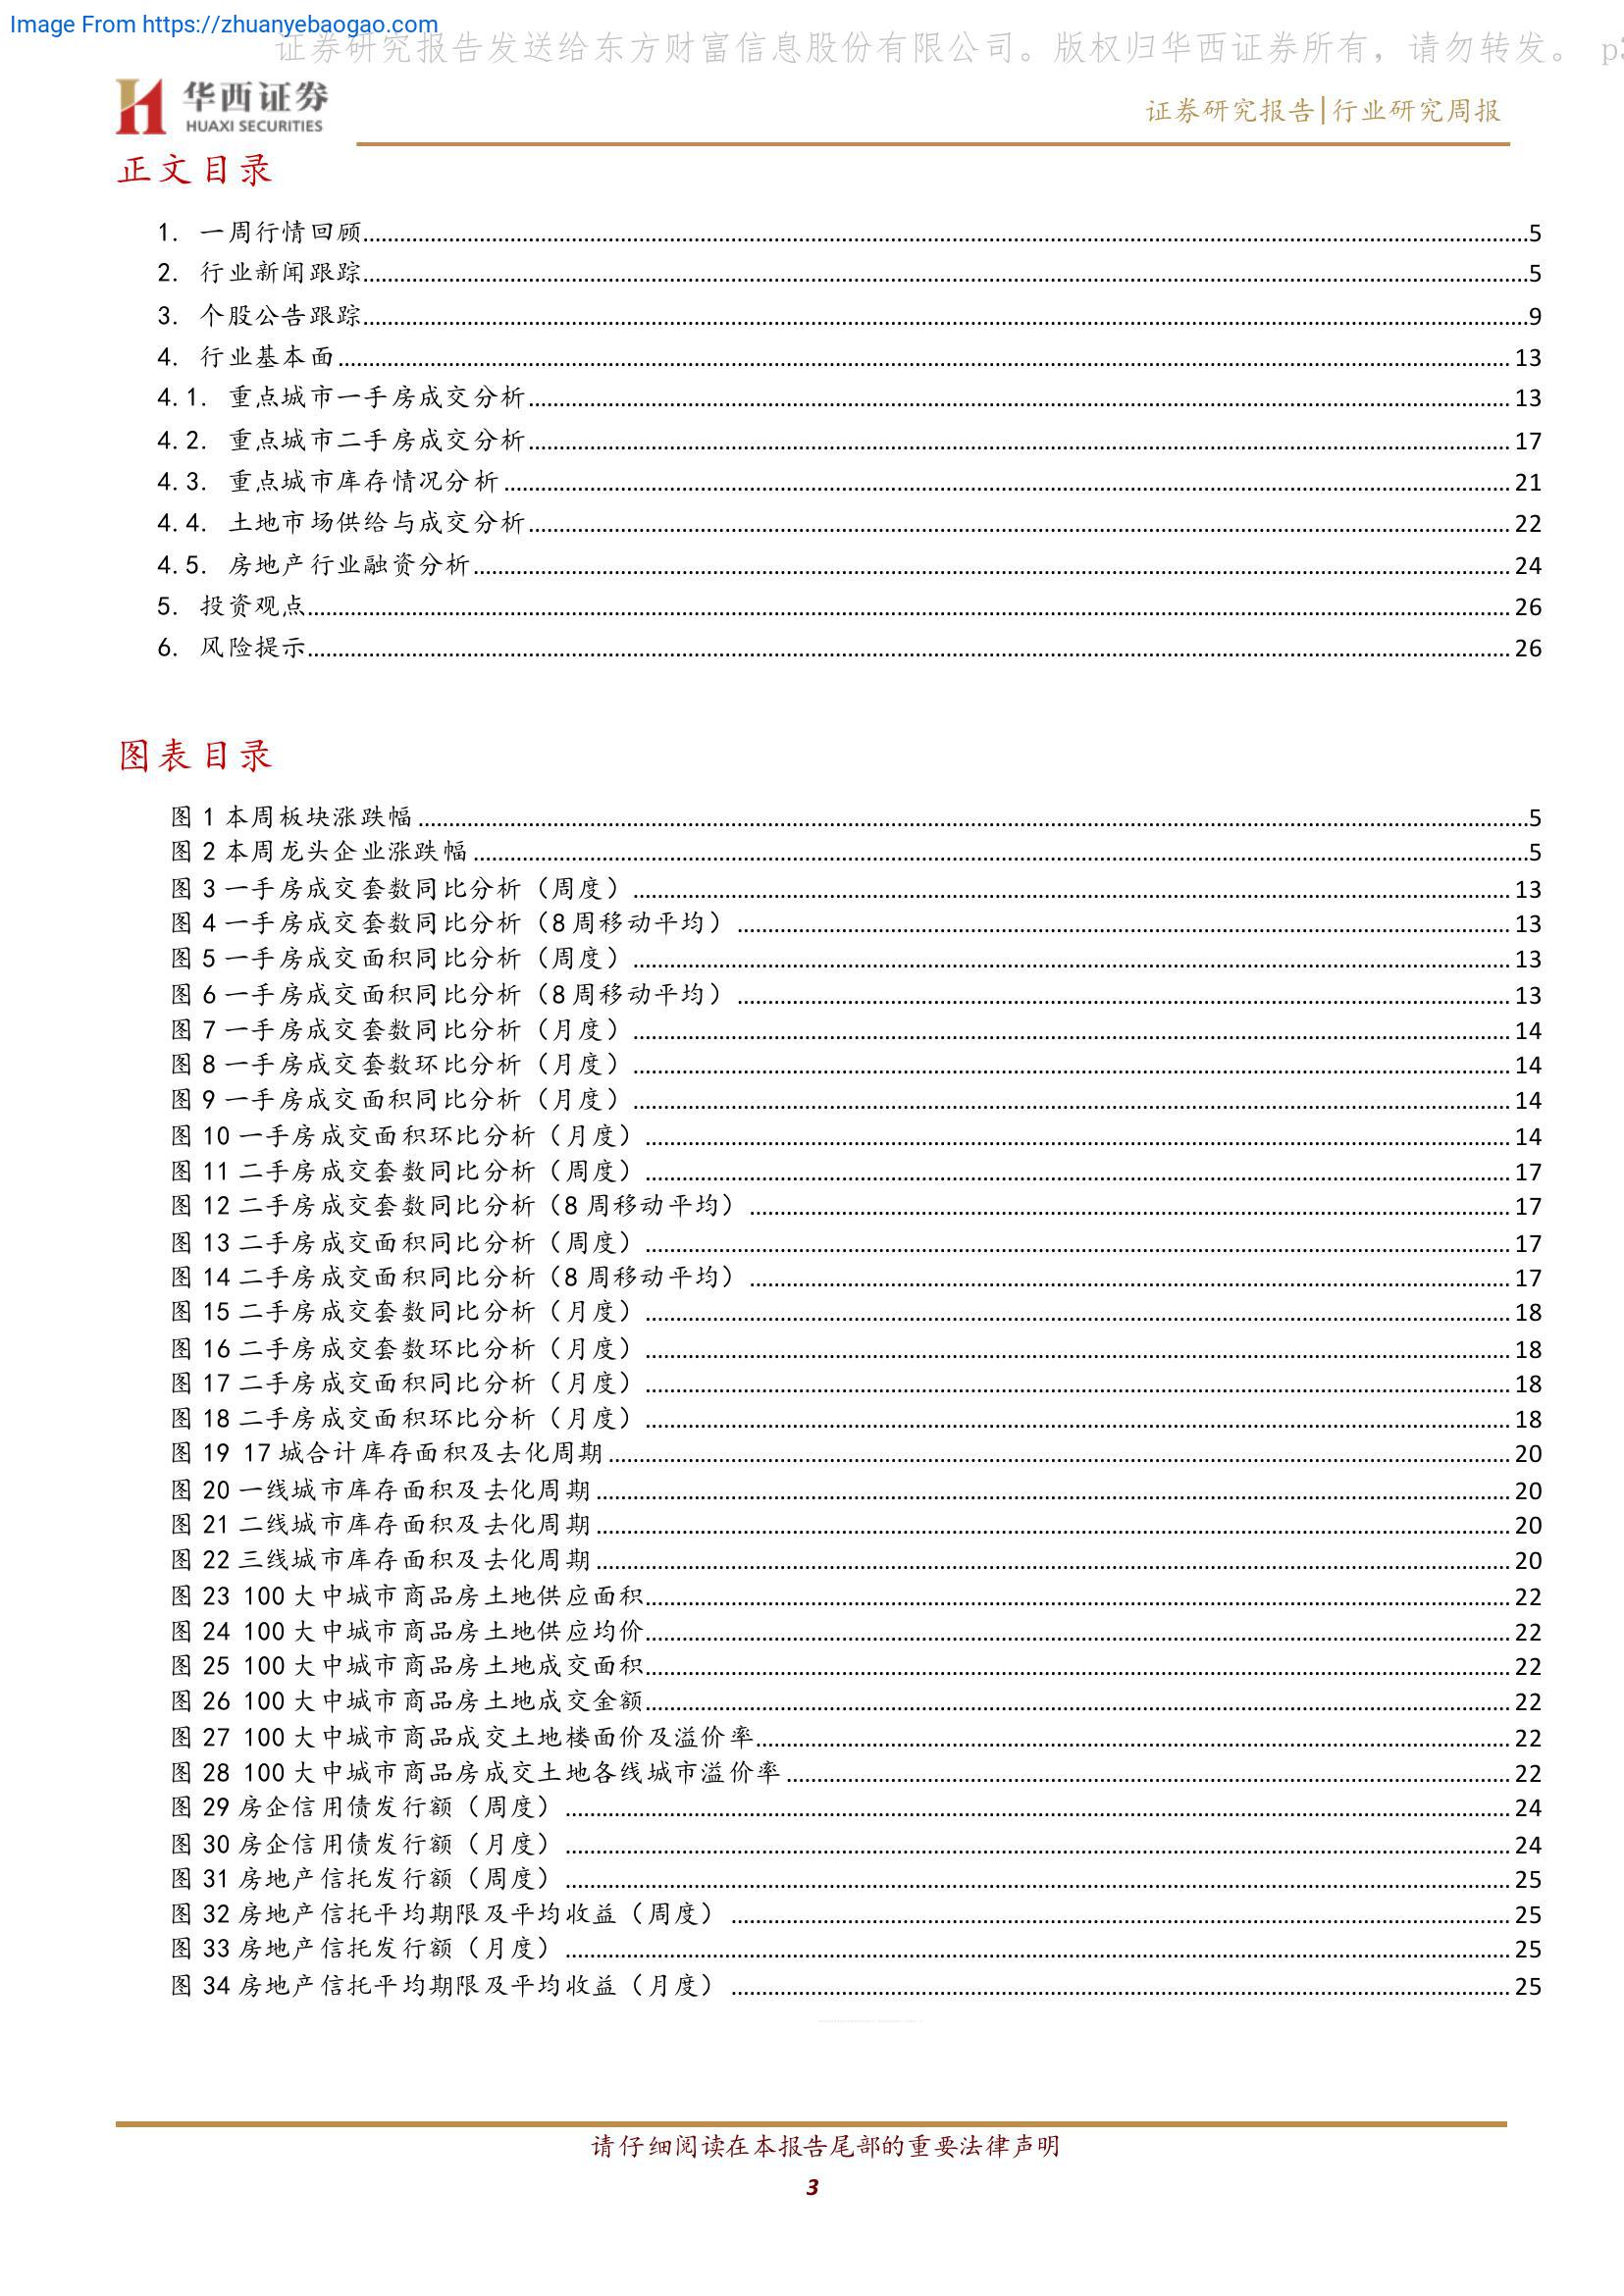 Image From https://zhuanyebaogao.com
证券研究报告发送给东方财富信息股份有限公司。版权归华西证券所有，请勿转发。 p3
华西证券
HUAXI SECURITIES
证券研究报告|行业研究周报
正文目录
1. 一周行情回顾 5
2. 行业新闻跟踪 5
3. 个股公告跟踪 9
4. 行业基本面 13
4.1. 重点城市一手房成交分析 13
4.2. 重点城市二手房成交分析 17
4.3. 重点城市库存情况分析 21
4.4. 土地市场供给与成交分析 22
4.5. 房地产行业融资分析 24
5. 投资观点 26
6. 风险提示 26
图表目录
图 1 本周板块涨跌幅 5
图 2 本周龙头企业涨跌幅 5
图 3 一手房成交套数同比分析（周度） 13
图 4 一手房成交套数同比分析（8 周移动平均） 13
图 5 一手房成交面积同比分析（周度） 13
图 6 一手房成交面积同比分析（8 周移动平均） 13
图 7 一手房成交套数同比分析（月度） 14
图 8 一手房成交套数环比分析（月度） 14
图 9 一手房成交面积同比分析（月度） 14
图 10 一手房成交面积环比分析（月度） 14
图 11 二手房成交套数同比分析（周度） 17
图 12 二手房成交套数同比分析（8 周移动平均） 17
图 13 二手房成交面积同比分析（周度） 17
图 14 二手房成交面积同比分析（8 周移动平均） 17
图 15 二手房成交套数同比分析（月度） 18
图 16 二手房成交套数环比分析（月度） 18
图 17 二手房成交面积同比分析（月度） 18
图 18 二手房成交面积环比分析（月度） 18
图 19 17 城合计库存面积及去化周期 20
图 20 一线城市库存面积及去化周期 20
图 21 二线城市库存面积及去化周期 20
图 22 三线城市库存面积及去化周期 20
图 23 100 大中城市商品房土地供应面积 22
图 24 100 大中城市商品房土地供应均价 22
图 25 100 大中城市商品房土地成交面积 22
图 26 100 大中城市商品房土地成交金额 22
图 27 100 大中城市商品成交土地楼面价及溢价率 22
图 28 100 大中城市商品房成交土地各线城市溢价率 22
图 29 房企信用债发行额（周度） 24
图 30 房企信用债发行额（月度） 24
图 31 房地产信托发行额（周度） 25
图 32 房地产信托平均期限及平均收益（周度） 25
图 33 房地产信托发行额（月度） 25
图 34 房地产信托平均期限及平均收益（月度） 25
请仔细阅读在本报告尾部的重要法律声明
3